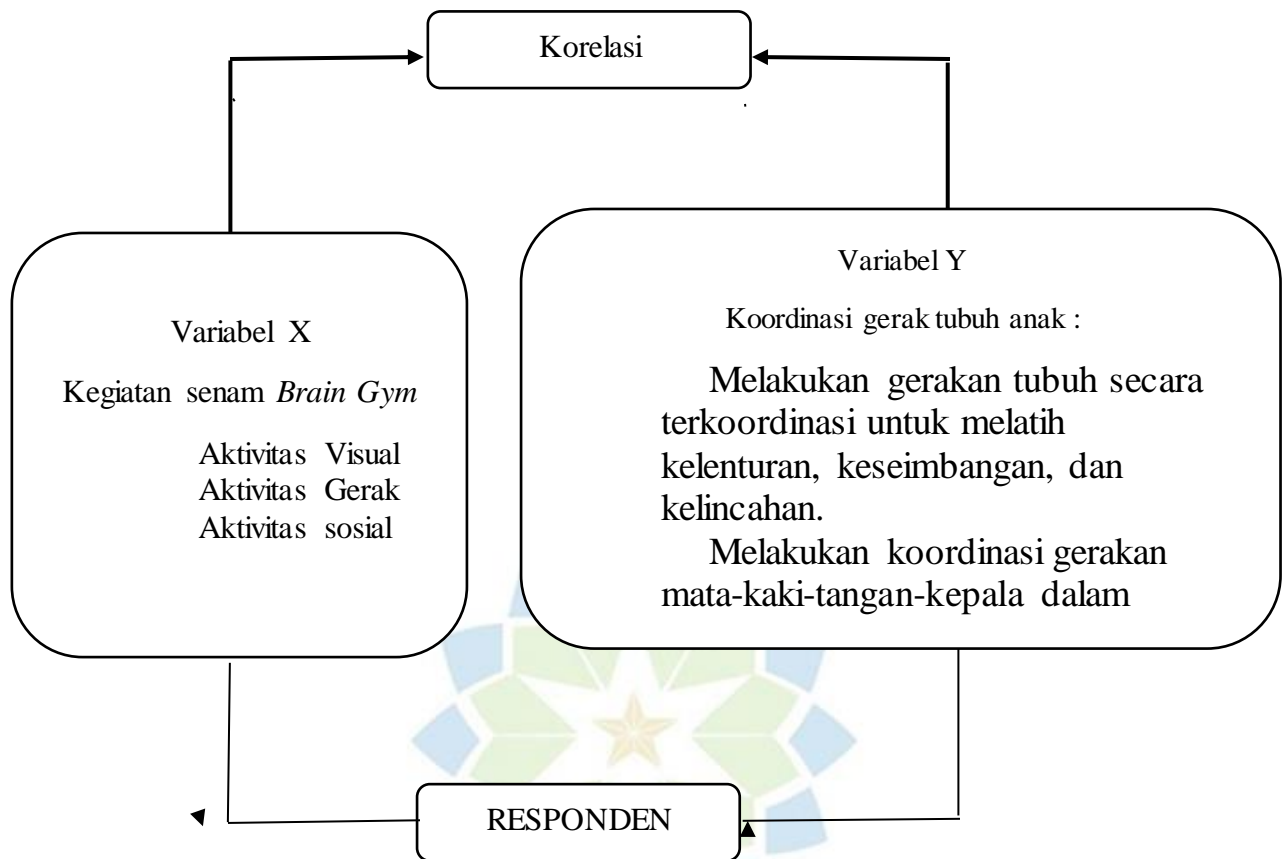 Korelasi
Variabel X
Kegiatan senam Brain Gym
Aktivitas Visual
Aktivitas Gerak
Aktivitas sosial
Variabel Y
Koordinasi gerak tubuh anak :
Melakukan gerakan tubuh secara
terkoordinasi untuk melatih
kelenturan, keseimbangan, dan
kelincahan.
Melakukan koordinasi gerakan
mata-kaki-tangan-kepala dalam
RESPONDEN